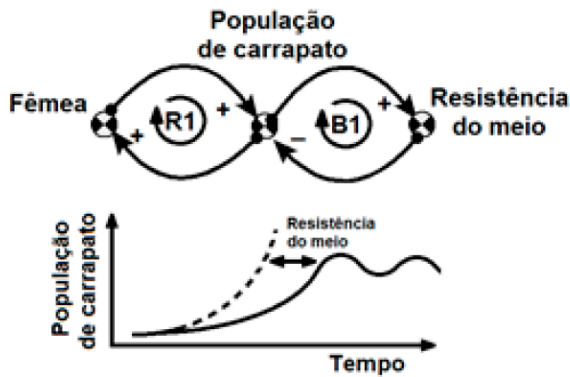 População
de carrapato
Fêmea
R1
+
+
B1
+
−
Resistência
do meio
População
de carrapato
Resistência
do meio
Tempo